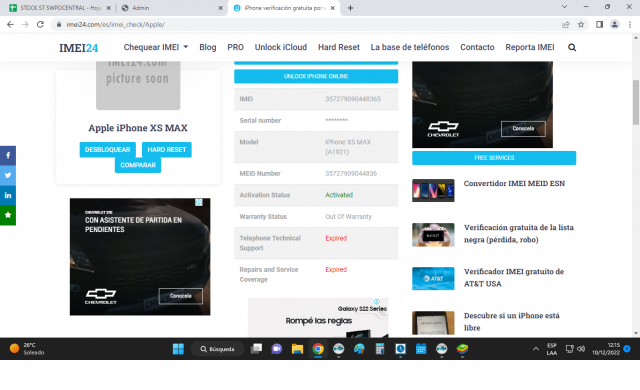 STOCK ST SWPOCENTRAL - Hoja
Admin
iPhone verificación gratuita por i
imei24.com/es/imei_check/Apple/
IMEI24
Chequear IMEI
Blog
PRO
Unlock iCloud
Hard Reset
La base de teléfonos
Contacto
Reporta IMEI
IMEI24.com
picture soon
Apple iPhone XS MAX
DESBLOQUEAR
HARD RESET
COMPARAR
CHEVROLET
CON ASISTENTE DE PARTIDA EN
PENDIENTES
CHEVROLET
Conocela
UNLOCK IPHONE ONLINE
IMEI
357279090448365
Serial number
********
Model
iPhone XS MAX
(A1921)
MEID Number
35727909044836
Activation Status
Activated
Warranty Status
Out Of Warranty
Telephone Technical
Support
Expired
Repairs and Service
Coverage
Expired
Galaxy S22 Series
Rompé las reglas
CHEVROLET
Conocela
FREE SERVICES
Convertidor IMEI MEID ESN
Verificación gratuita de la lista
negra (pérdida, robo)
AT&T
Verificador IMEI gratuito de
AT&T USA
Descubre si un iPhone está
libre
26°C
Soleado
Búsqueda
ESP
LAA
12:15
10/12/2022